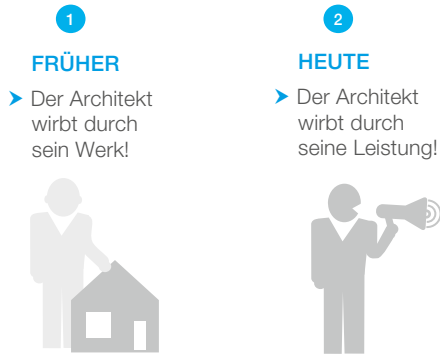 1
FRÜHER
Der Architekt
wirbt durch
sein Werk!
2
HEUTE
Der Architekt
wirbt durch
seine Leistung!